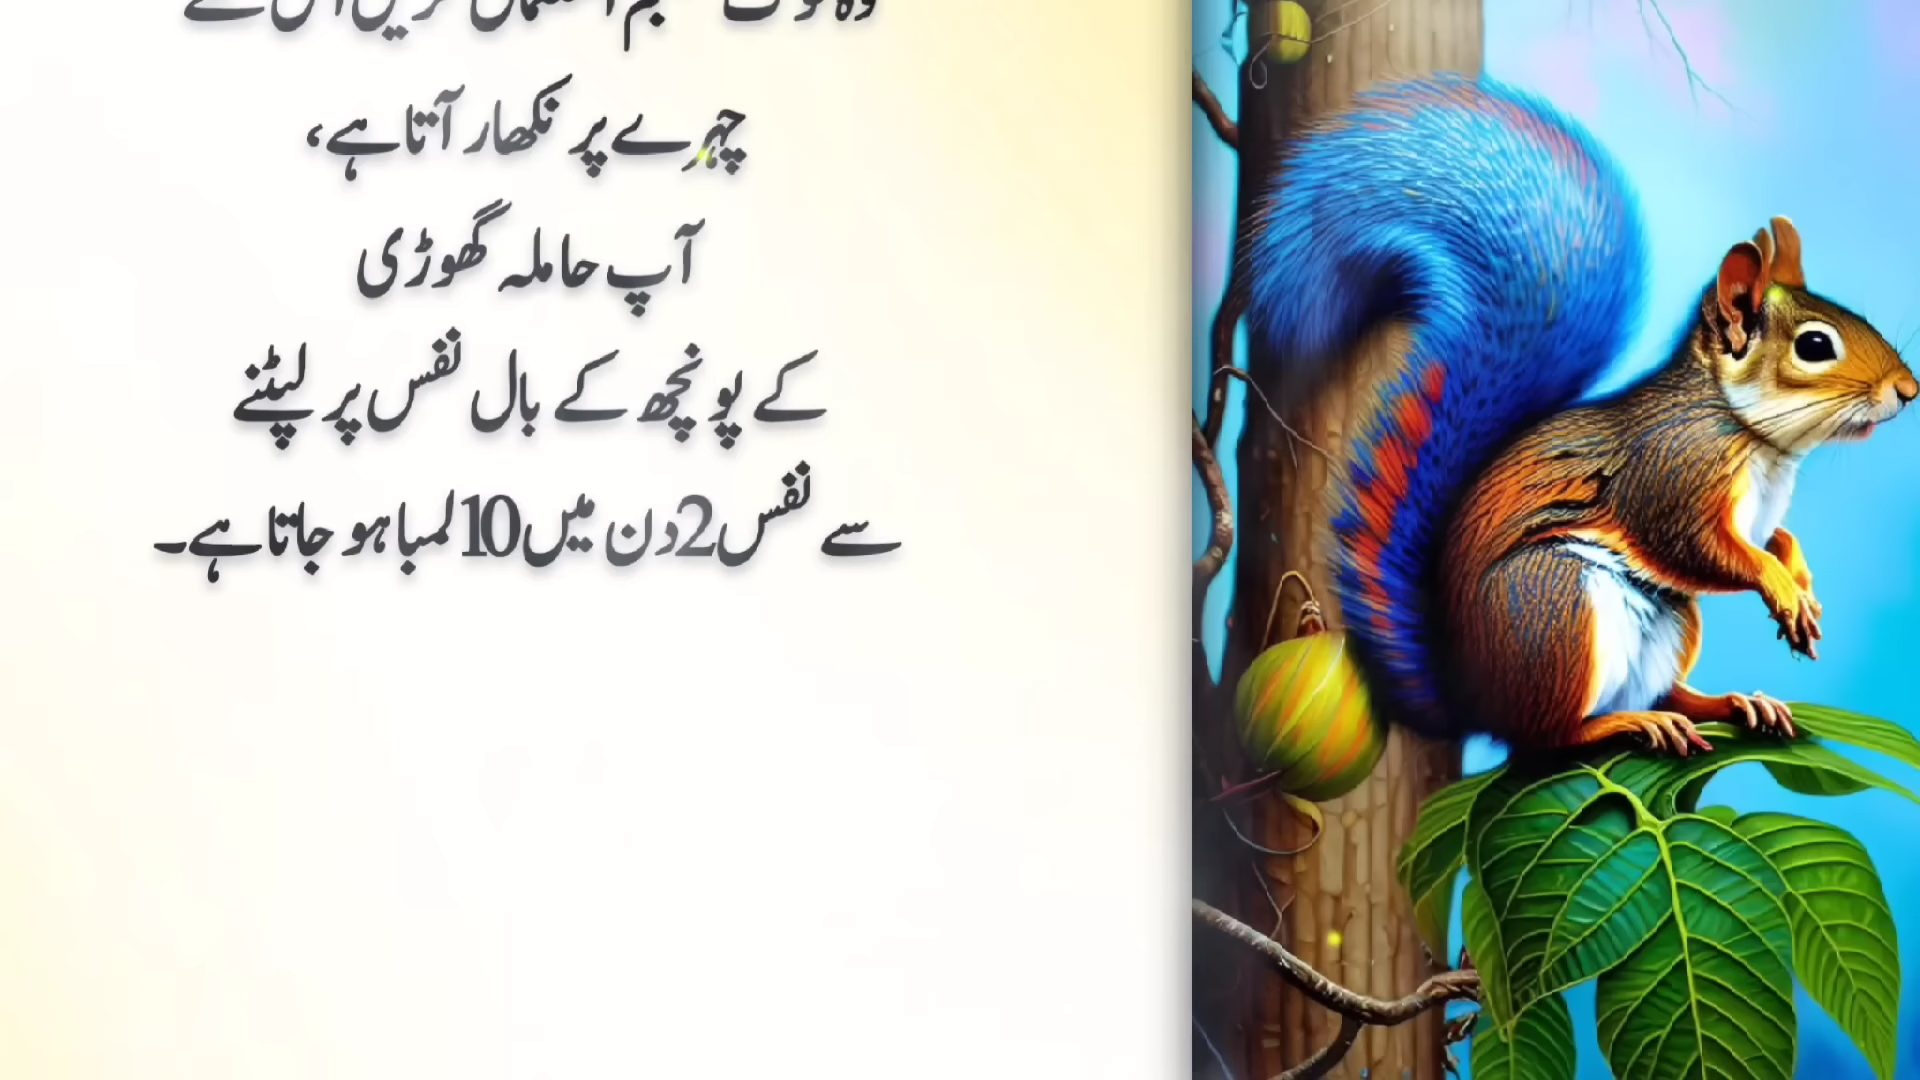 چہرے پر نکھار آتا ہے،
آپ حاملہ گھوڑی
کے پونچھ کے بال نفس پر لپٹنے
سے نفس 2 دن میں 10 لمبا ہو جاتا ہے۔